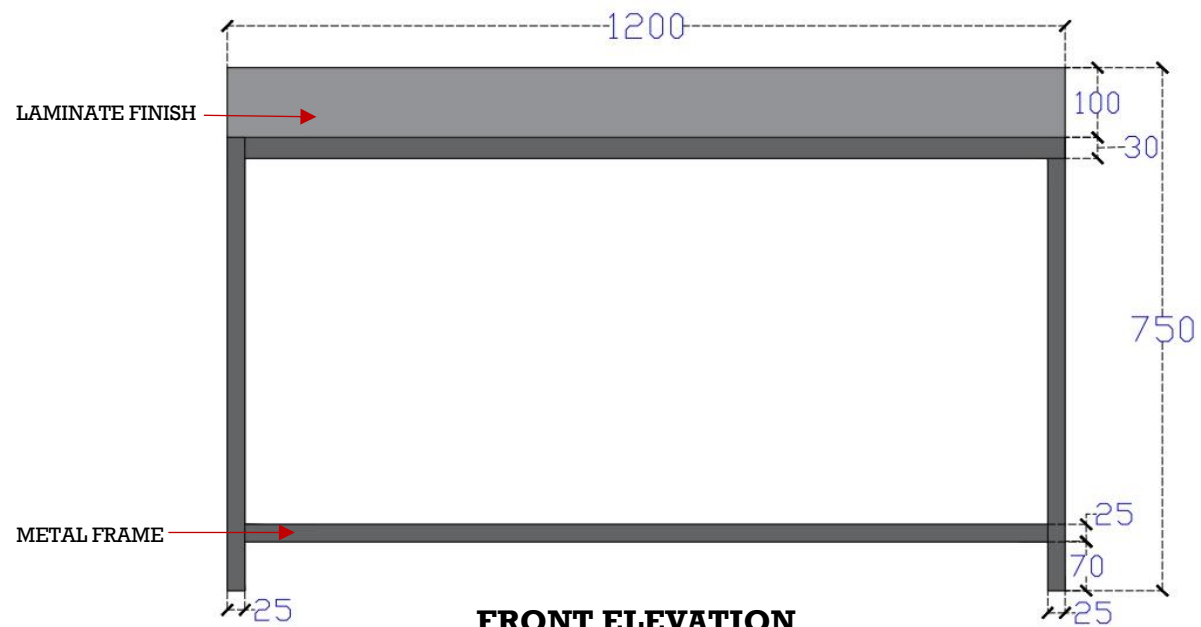 1200
LAMINATE FINISH
100
30
750
METAL FRAME
25
70
25
FRONT ELEVATION
25